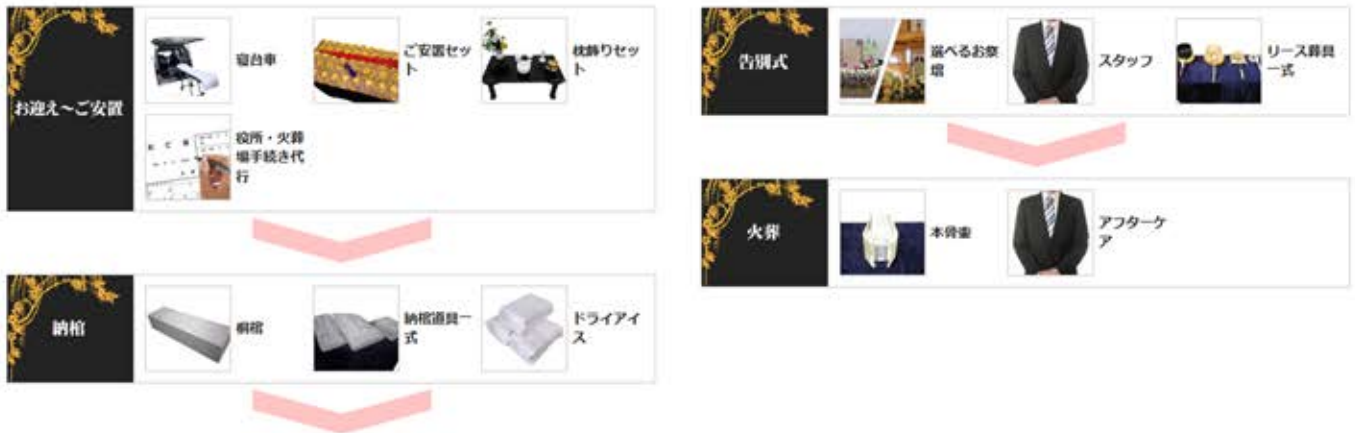 お迎え～ご安置
寝台車
ご安置セッ
ト
枕飾りセッ
ト
役所・火葬
場手続き代
行
納棺
桐棺
納棺道具一
式
ドライアイ
ス
告別式
選べるお祭
壇
スタッフ
リース葬具
一式
火葬
本骨壷
アフターケ
ア